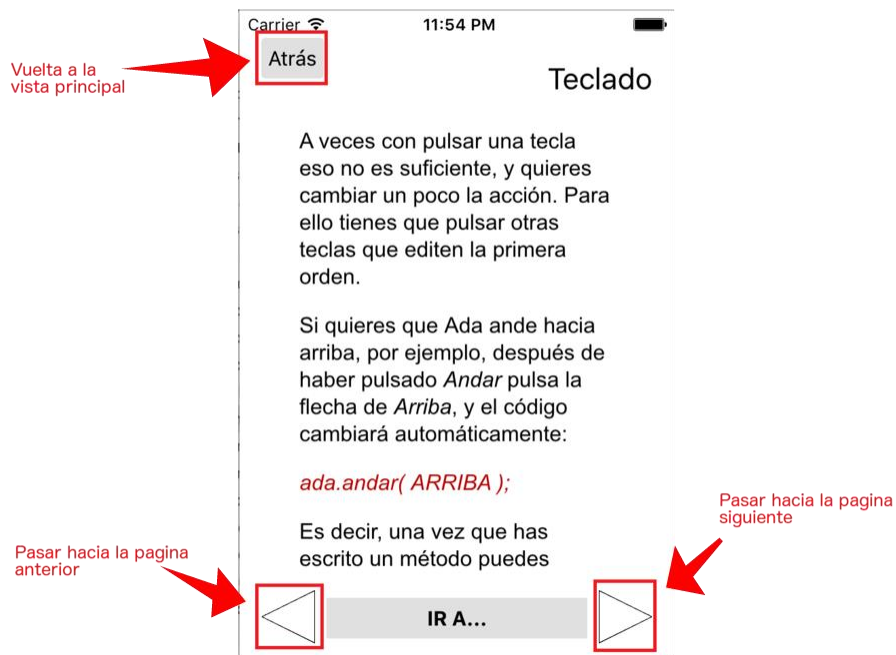 Carrier
11:54 PM
Atrás
Vuelta a la
vista principal
Teclado
A veces con pulsar una tecla
eso no es suficiente, y quieres
cambiar un poco la acción. Para
ello tienes que pulsar otras
teclas que editen la primera
orden.
Si quieres que Ada ande hacia
arriba, por ejemplo, después de
haber pulsado Andar pulsa la
flecha de Arriba, y el código
cambiará automáticamente:
ada.andar( ARRIBA );
Es decir, una vez que has
escrito un método puedes
Pasar hacia la pagina
siguiente
Pasar hacia la pagina
anterior
IR A...